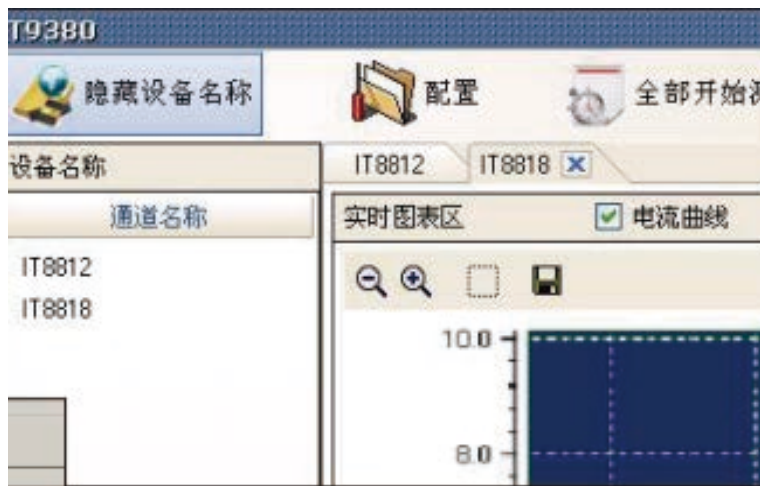 T9380
隐藏设备名称
配置
全部开始
设备名称
IT8812
IT8818
通道名称
实时图表区
电流曲线
IT8812
IT8818
10.0
8.0